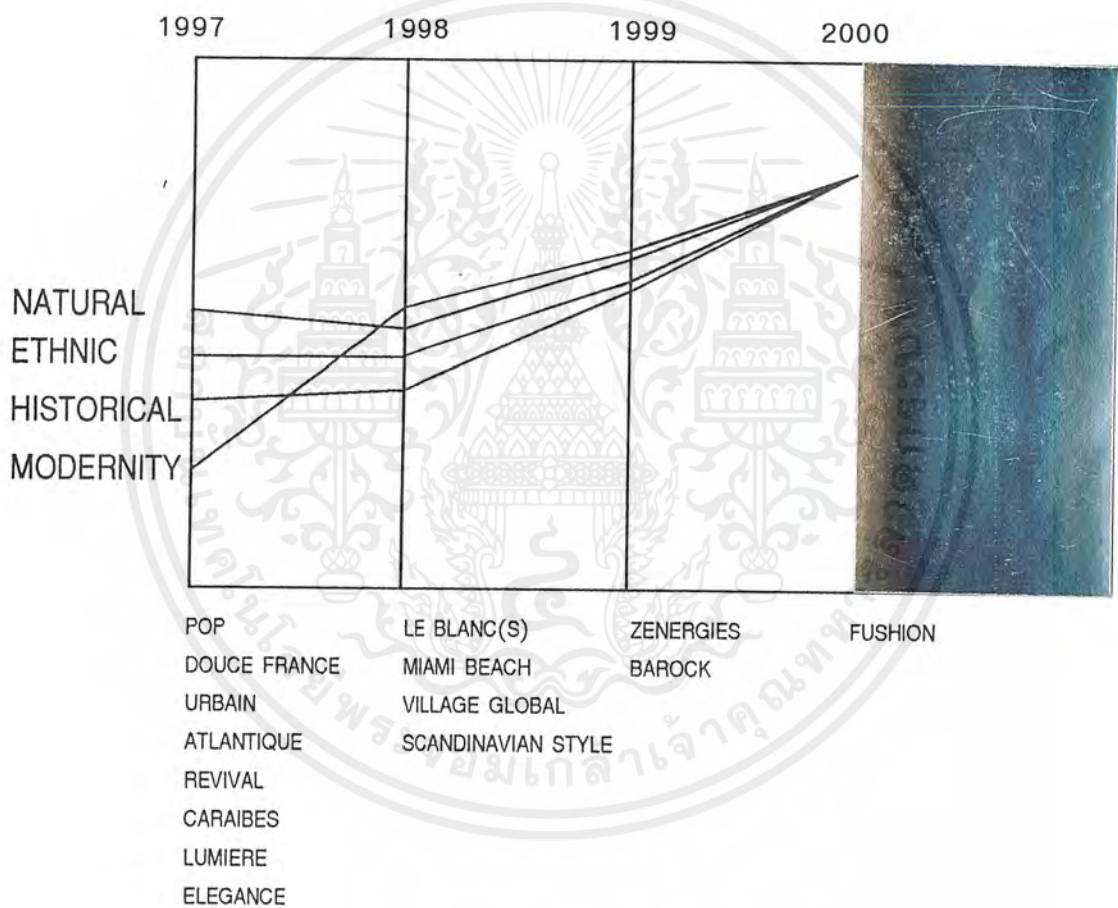 1997 1998 1999 2000
NATURAL
ETHNIC
HISTORICAL
MODERNITY
POP LE BLANC(S) ZENERGIES FUSHION
DOUCE FRANCE MIAMI BEACH BAROCK
URBAIN VILLAGE GLOBAL
ATLANTIQUE SCANDINAVIAN STYLE
REVIVAL
CARAIBES
LUMIERE
ELEGANCE